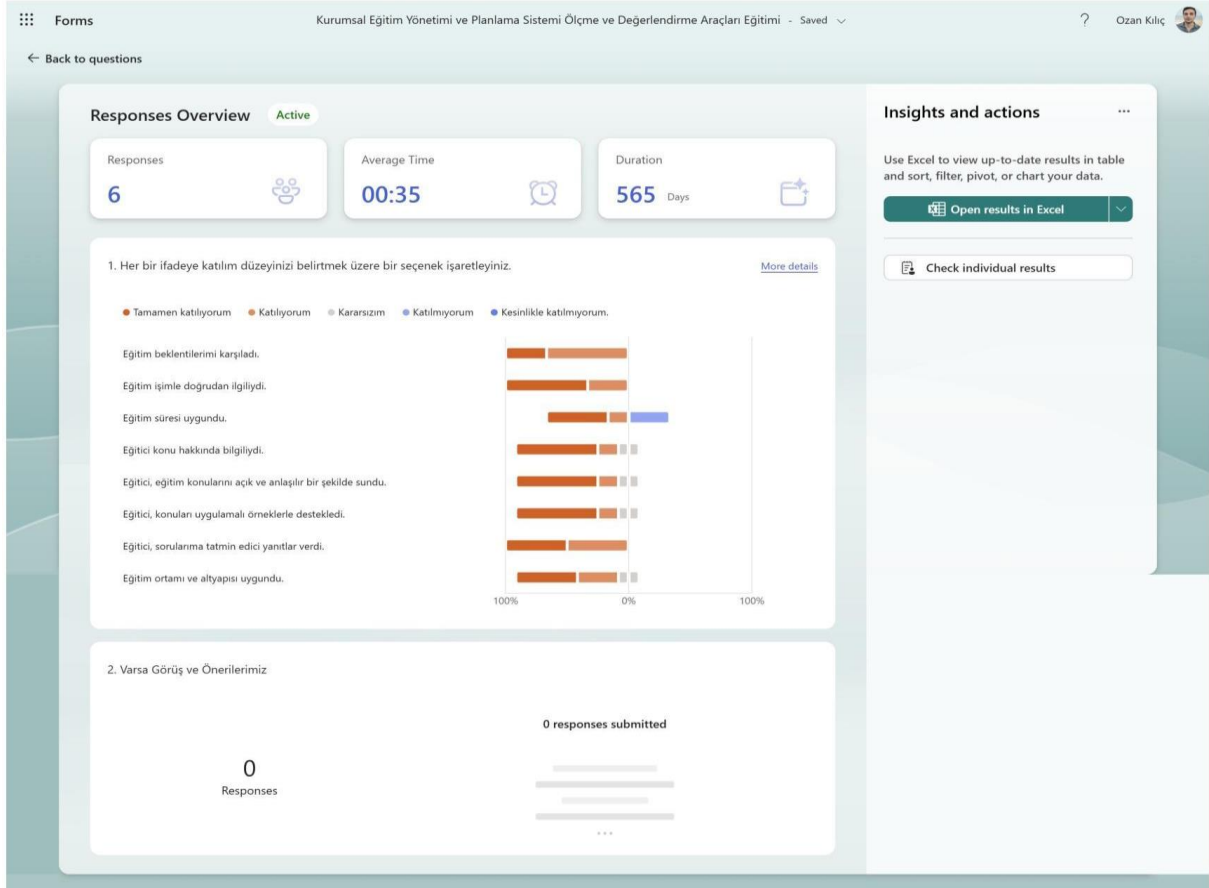 Forms
Kurumsal Eğitim Yönetimi ve Planlama Sistemi Ölçme ve Değerlendirme Araçları Eğitimi - Saved
? Ozan Kılıç
← Back to questions
Responses Overview Active
Responses
6
Average Time
00:35
Duration
565 Days
1. Her bir ifadeye katılım düzeyinizi belirtmek üzere bir seçenek işaretleyiniz.
More details
Tamamen katılıyorum Katılıyorum Kararsızım Katılmıyorum Kesinlikle katılmıyorum.
Eğitim beklentilerimi karşıladı.
Eğitim işimle doğrudan ilgiliydi.
Eğitim süresi uygundu.
Eğitici konu hakkında bilgiliydi.
Eğitici, eğitim konularını açık ve anlaşılır bir şekilde sundu.
Eğitici, konuları uygulamalı örneklerle destekledi.
Eğitici, sorularıma tatmin edici yanıtlar verdi.
Eğitim ortamı ve altyapısı uygundu.
100% 0% 100%
2. Varsa Görüş ve Önerilerimiz
0
Responses
0 responses submitted
Insights and actions
...
Use Excel to view up-to-date results in table
and sort, filter, pivot, or chart your data.
Open results in Excel
Check individual results